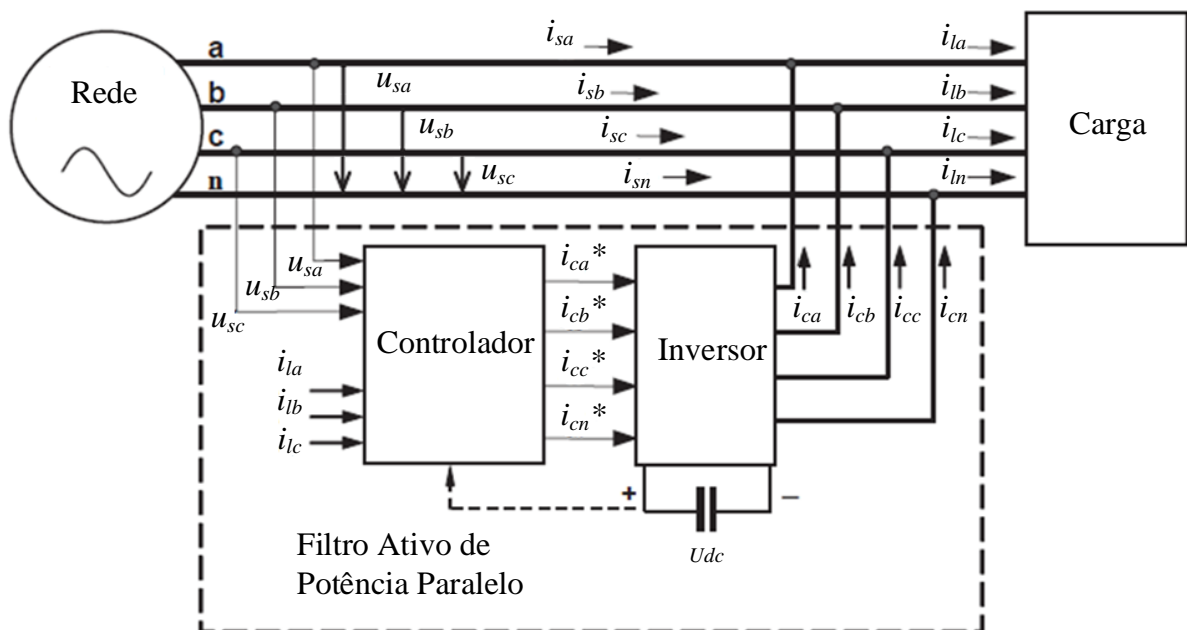 a
i_sa
i_la
Rede
u_sa
b
i_sb
i_lb
Carga
u_sb
c
i_sc
i_lc
u_sc
n
i_sn
i_ln
u_sa
u_sb
u_sc
i_la
i_lb
i_lc
Controlador
i_ca*
i_cb*
i_cc*
i_cn*
Inversor
i_ca
i_cb
i_cc
i_cn
+
−
Udc
Filtro Ativo de
Potência Paralelo